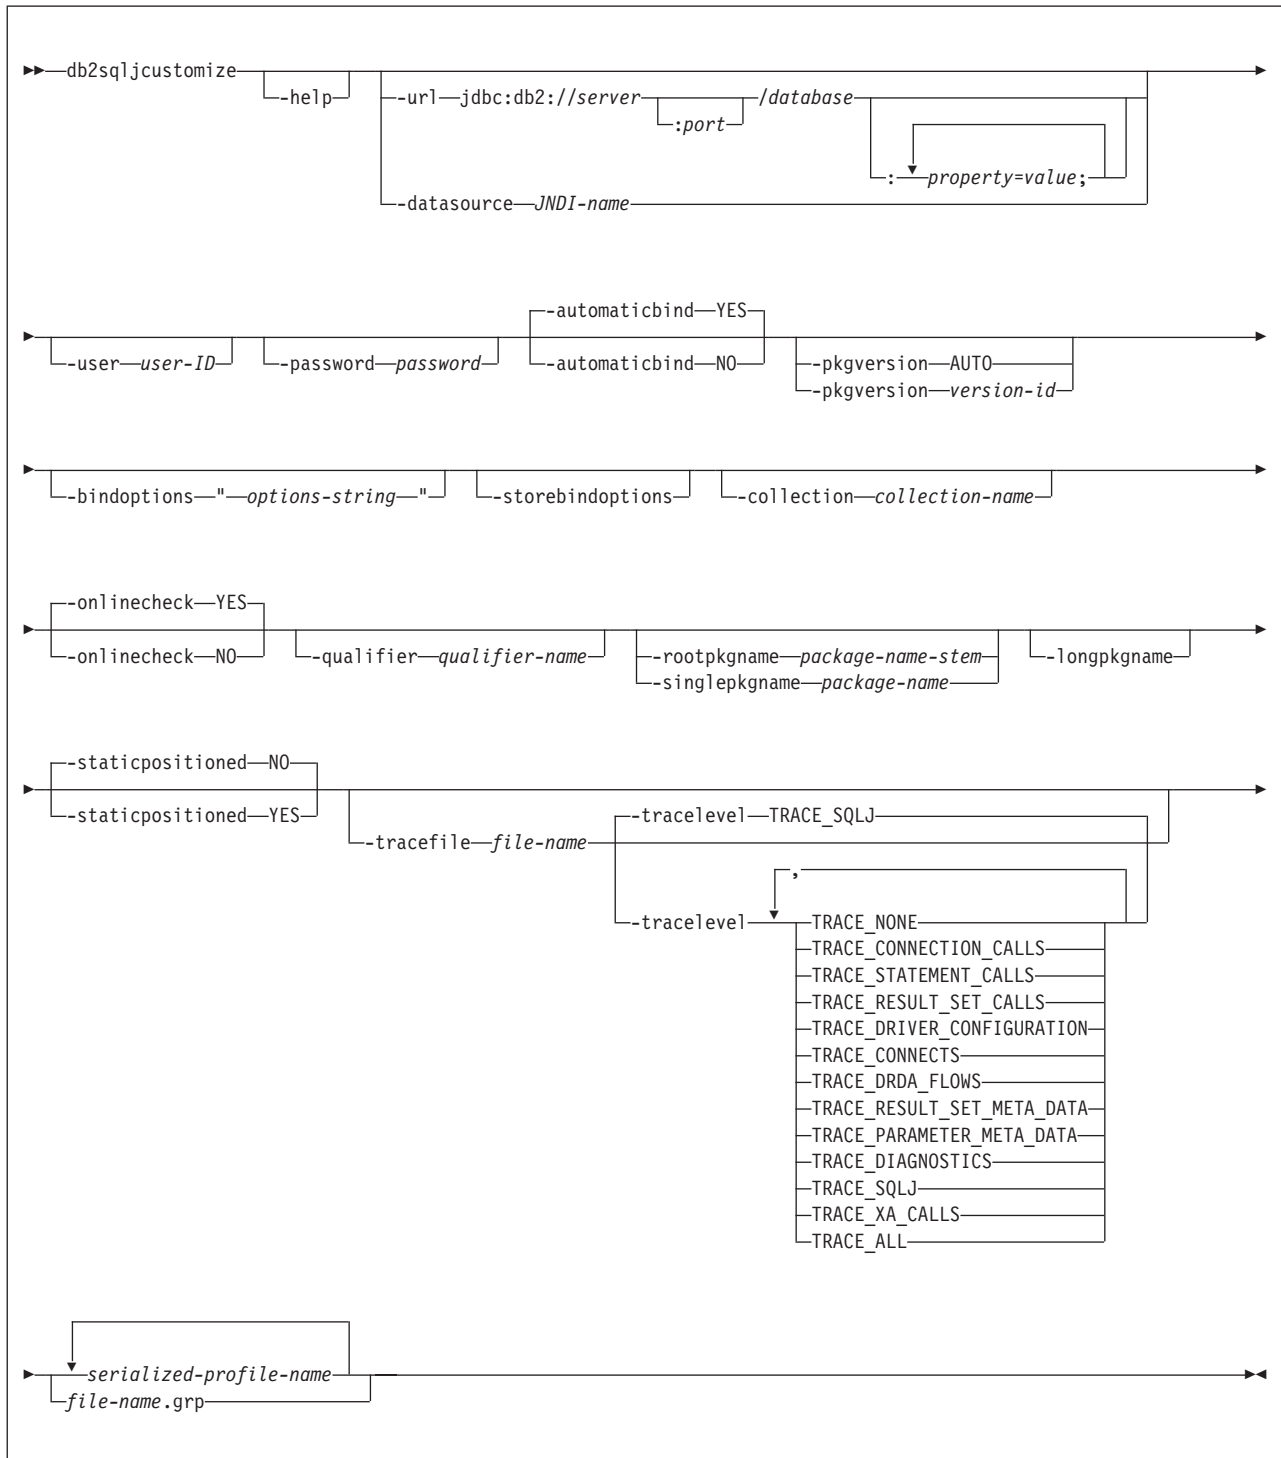 db2sqljcustomize
-help -url jdbc:db2://server /database
:port
: property=value;
-datasource JNDI-name
-automaticbind YES
-user user-ID -password password -automaticbind NO -pkgversion AUTO
-pkgversion version-id
-bindoptions " options-string " -storebindoptions -collection collection-name
-onlinecheck YES
-onlinecheck NO -qualifier qualifier-name -rootpkgname package-name-stem -longpkgname
-singlepkgname package-name
-staticpositioned NO
-staticpositioned YES -tracelevel TRACE_SQLJ
-tracefile file-name
,
-tracelevel TRACE_NONE
TRACE_CONNECTION_CALLS
TRACE_STATEMENT_CALLS
TRACE_RESULT_SET_CALLS
TRACE_DRIVER_CONFIGURATION
TRACE_CONNECTS
TRACE_DRDA_FLOWS
TRACE_RESULT_SET_META_DATA
TRACE_PARAMETER_META_DATA
TRACE_DIAGNOSTICS
TRACE_SQLJ
TRACE_XA_CALLS
TRACE_ALL
serialized-profile-name
file-name.grp